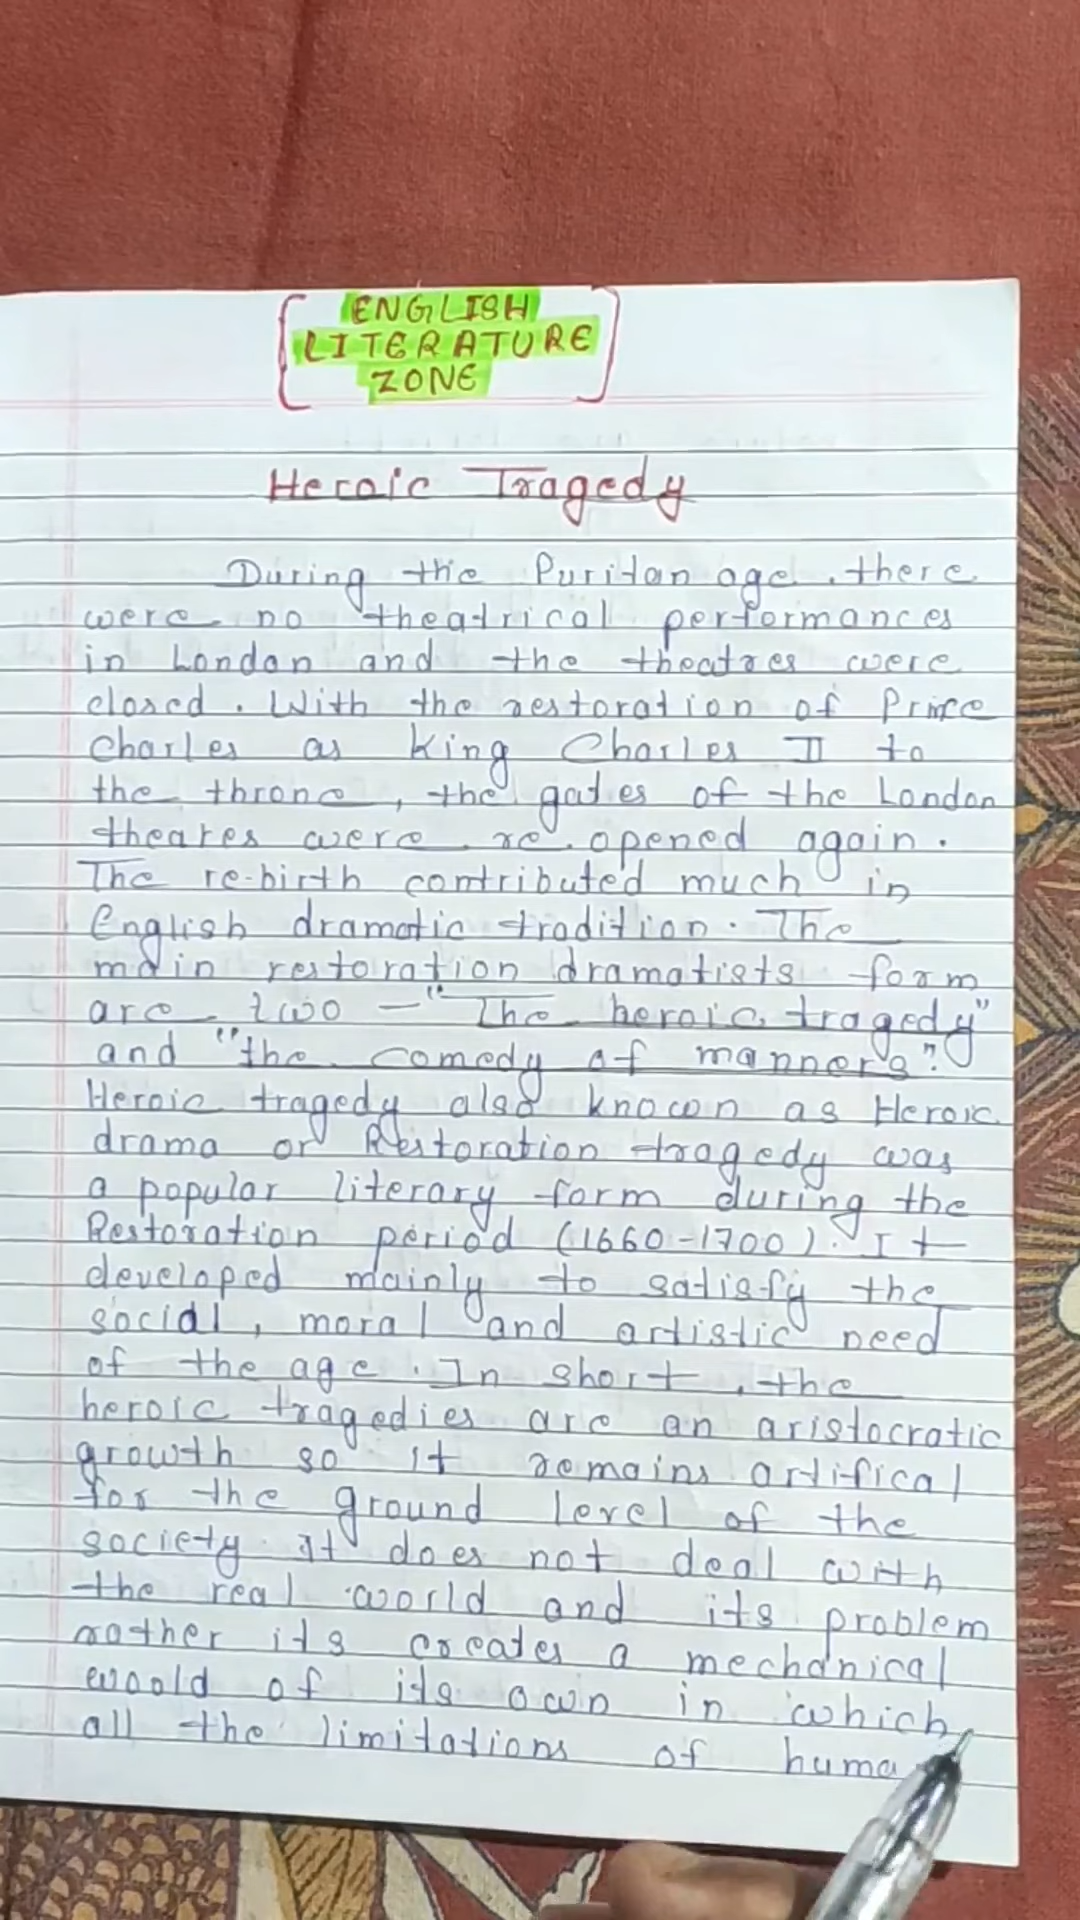 ENGLISH
LITERATURE
ZONE
Heroic Tragedy
During the Puritan age, there
were no theatrical performances
in London and the theatres were
closed. With the restoration of Prince
Charles as King Charles II to
the throne, the gates of the London
theares were re opened again.
The re-birth contributed much in
English dramatic tradition. The
main restoration dramatists form
are two - "The heroic tragedy"
and "the comedy of manners".
Heroic tragedy also known as Heroic
drama or Restoration tragedy was
a popular literary form during the
Restoration period (1660-1700). It
developed mainly to satisfy the
social, moral and artistic need
of the age. In short, the
heroic tragedies are an aristocratic
growth so it remains artifical
for the ground level of the
society. It does not deal with
the real world and its problem
rather its creates a mechanical
woold of its own in which
all the limitations of huma